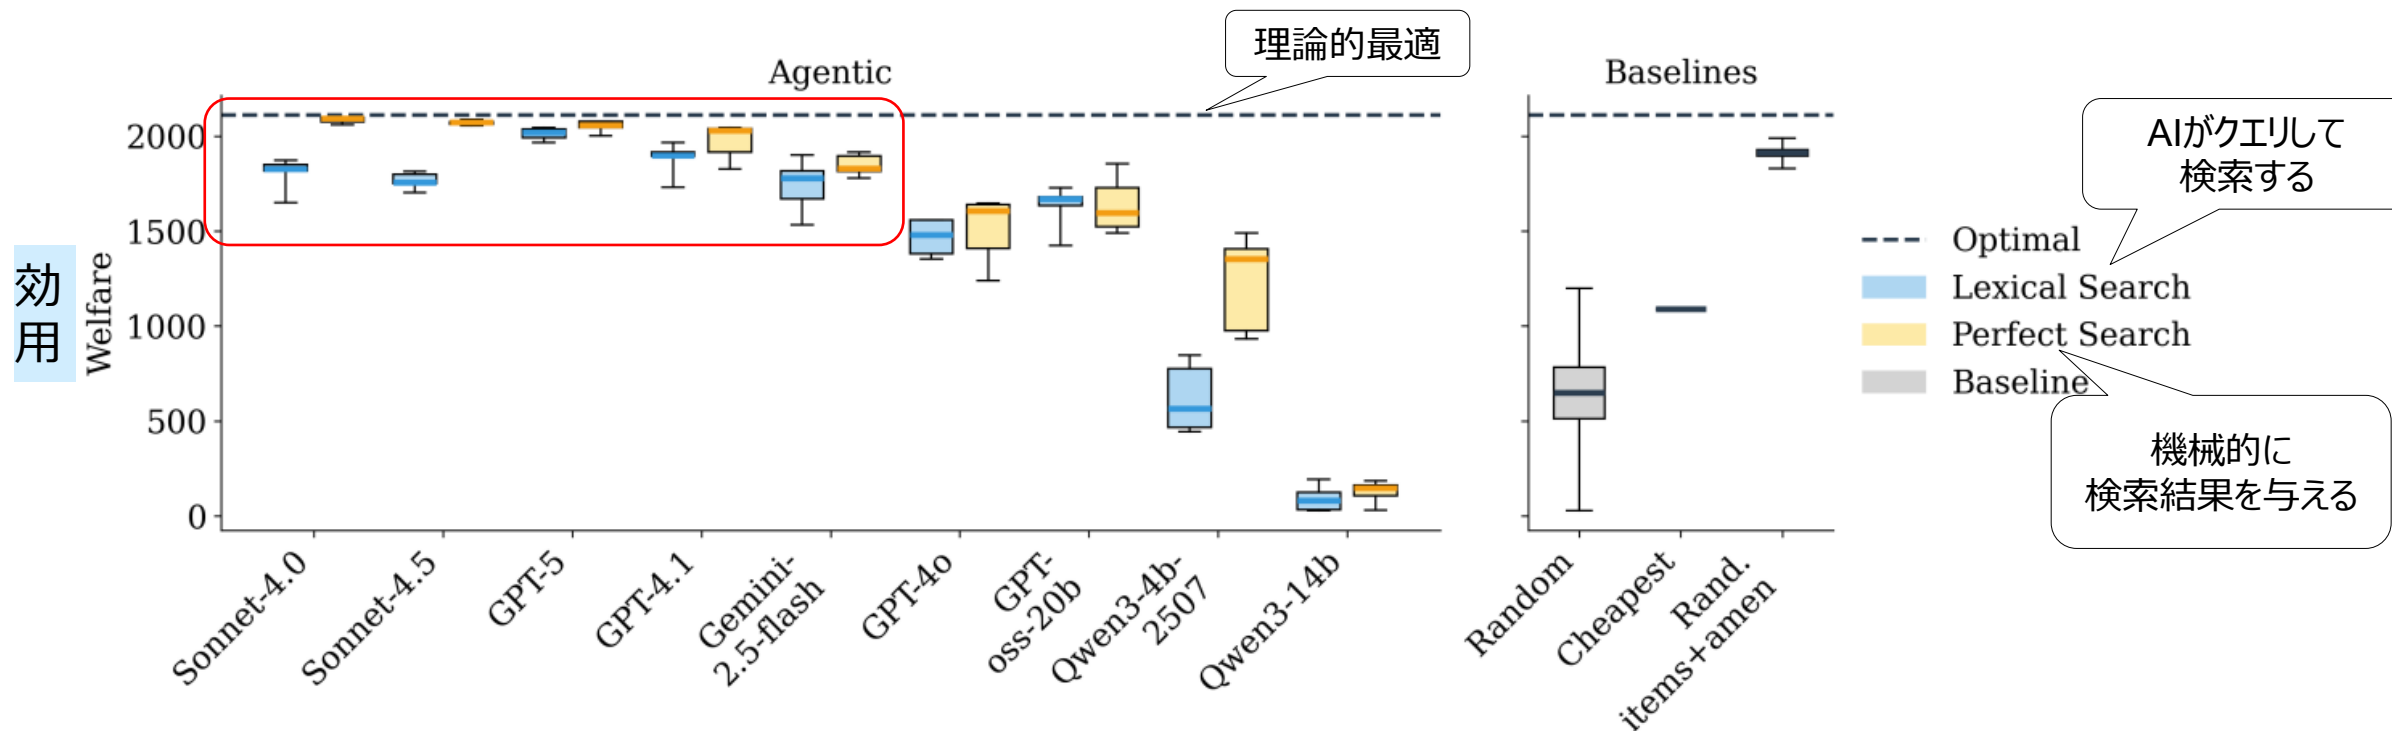 理論的最適
Agentic
Baselines
AIがクエリして
検索する
2000
1500
1000
500
0
効
用
Welfare
Optimal
Lexical Search
Perfect Search
Baseline
機械的に
検索結果を与える
Sonnet-4.0
Sonnet-4.5
GPT-5
GPT-4.1
Gemini-
2.5-flash
GPT-4o
GPT-
oss-20b
Qwen3-4b-
2507
Qwen3-14b
Random
Cheapest
Rand.
items+amen